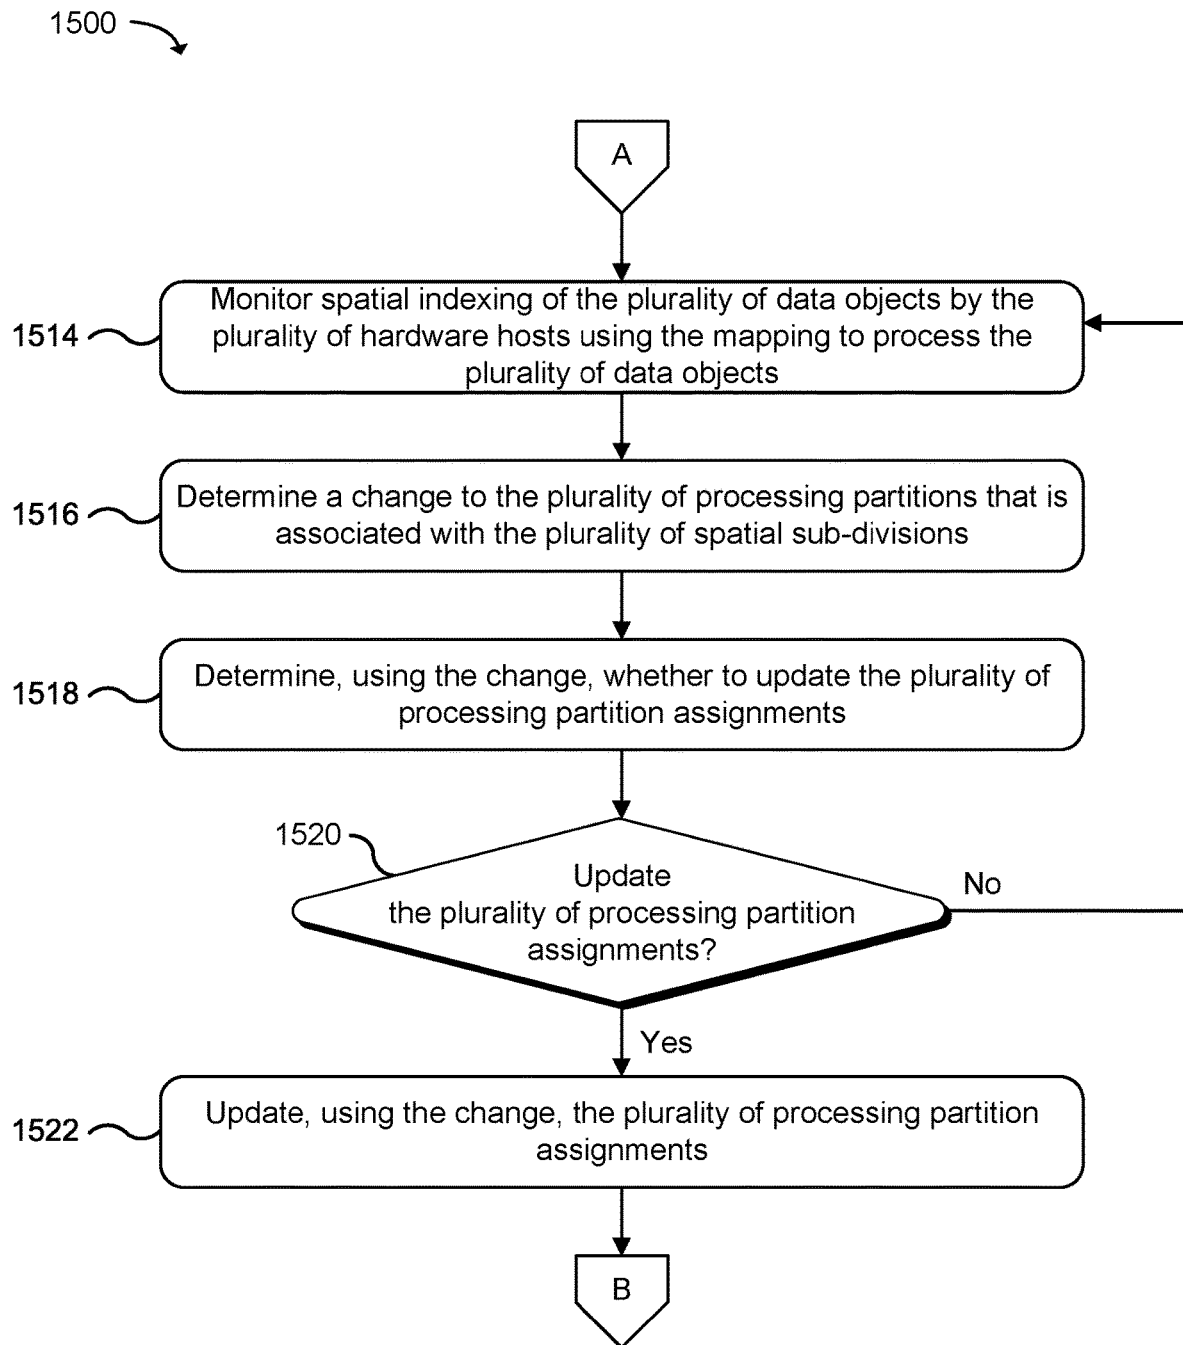 1500
A
Monitor spatial indexing of the plurality of data objects by the
plurality of hardware hosts using the mapping to process the
plurality of data objects
1514
Determine a change to the plurality of processing partitions that is
associated with the plurality of spatial sub-divisions
1516
Determine, using the change, whether to update the plurality of
processing partition assignments
1518
1520
Update
the plurality of processing partition
assignments?
No
Yes
Update, using the change, the plurality of processing partition
assignments
1522
B